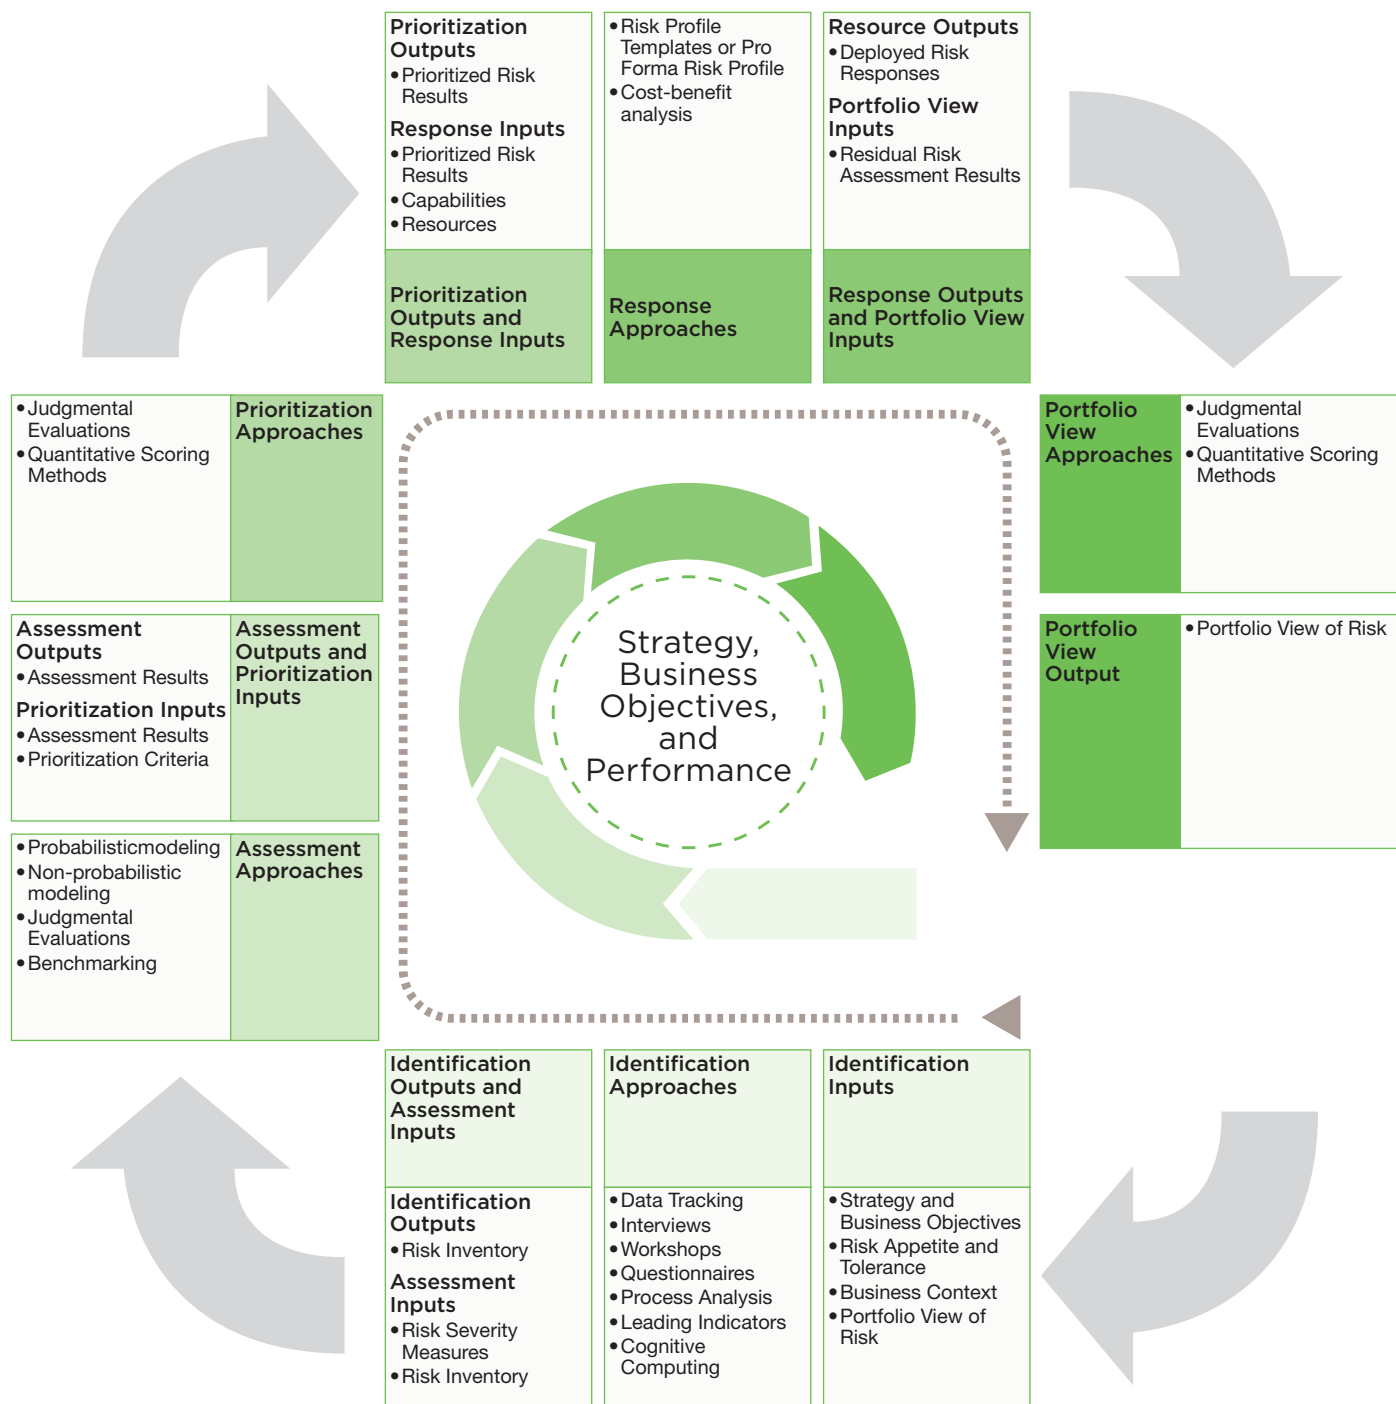 Prioritization
Outputs
•Prioritized Risk
Results
Response Inputs
•Prioritized Risk
Results
•Capabilities
•Resources
Prioritization
Outputs and
Response Inputs
•Risk Profile
Templates or Pro
Forma Risk Profile
•Cost-benefit
analysis
Response
Approaches
Resource Outputs
•Deployed Risk
Responses
Portfolio View
Inputs
•Residual Risk
Assessment Results
Response Outputs
and Portfolio View
Inputs
•Judgmental
Evaluations
•Quantitative Scoring
Methods
Prioritization
Approaches
Portfolio
View
Approaches
•Judgmental
Evaluations
•Quantitative Scoring
Methods
Assessment
Outputs
•Assessment Results
Prioritization Inputs
•Assessment Results
•Prioritization Criteria
Assessment
Outputs and
Prioritization
Inputs
Strategy,
Business
Objectives,
and
Performance
Portfolio
View
Output
•Portfolio View of Risk
•Probabilisticmodeling
•Non-probabilistic
modeling
•Judgmental
Evaluations
•Benchmarking
Assessment
Approaches
Identification
Outputs and
Assessment
Inputs
Identification
Outputs
•Risk Inventory
Assessment
Inputs
•Risk Severity
Measures
•Risk Inventory
Identification
Approaches
•Data Tracking
•Interviews
•Workshops
•Questionnaires
•Process Analysis
•Leading Indicators
•Cognitive
Computing
Identification
Inputs
•Strategy and
Business Objectives
•Risk Appetite and
Tolerance
•Business Context
•Portfolio View of
Risk